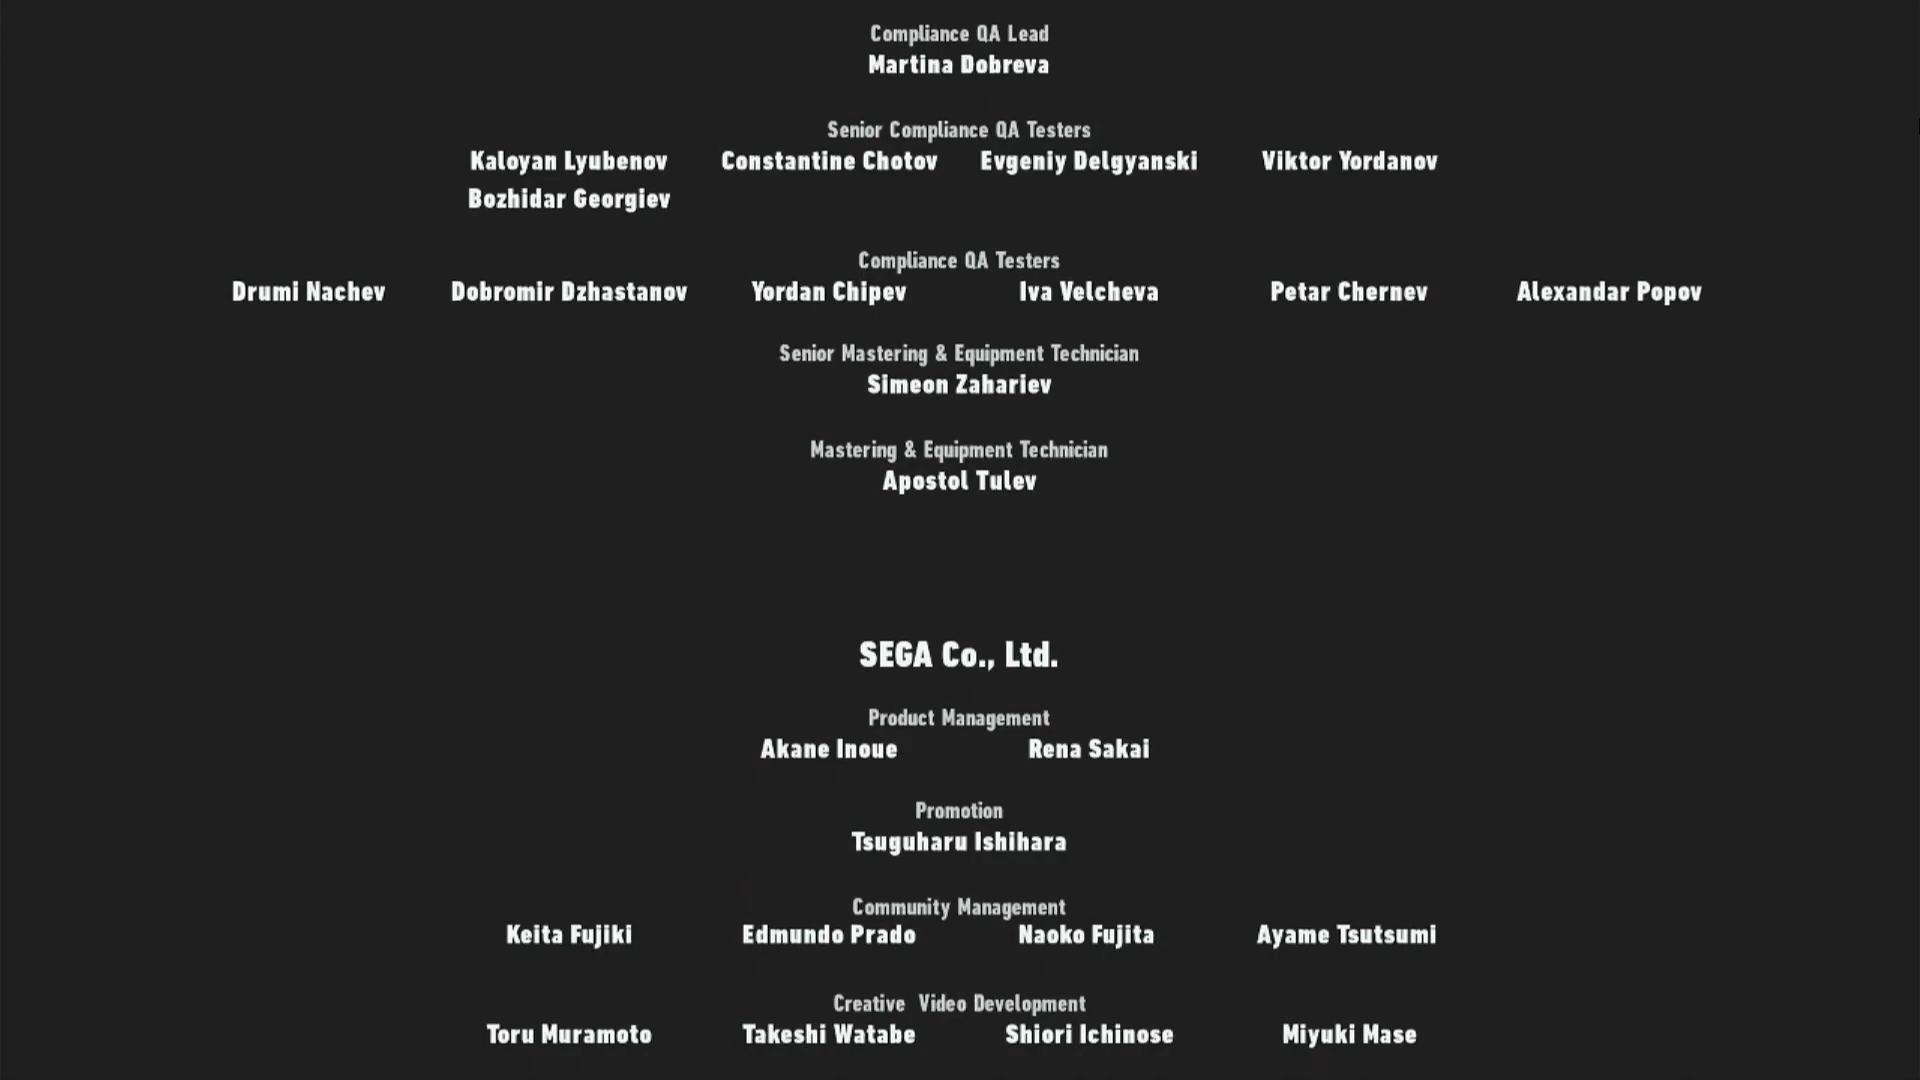 Compliance QA Lead
Martina Dobreva
Senior Compliance QA Testers
Kaloyan Lyubenov Constantine Chotov Evgeniy Delgyanski Viktor Yordanov
Bozhidar Georgiev
Compliance QA Testers
Drumi Nachev Dobromir Dzhastanov Yordan Chipev Iva Velcheva Petar Chernev Alexandar Popov
Senior Mastering & Equipment Technician
Simeon Zahariev
Mastering & Equipment Technician
Apostol Tulev
SEGA Co., Ltd.
Product Management
Akane Inoue Rena Sakai
Promotion
Tsuguharu Ishihara
Community Management
Keita Fujiki Edmundo Prado Naoko Fujita Ayame Tsutsumi
Creative Video Development
Toru Muramoto Takeshi Watabe Shiori Ichinose Miyuki Mase